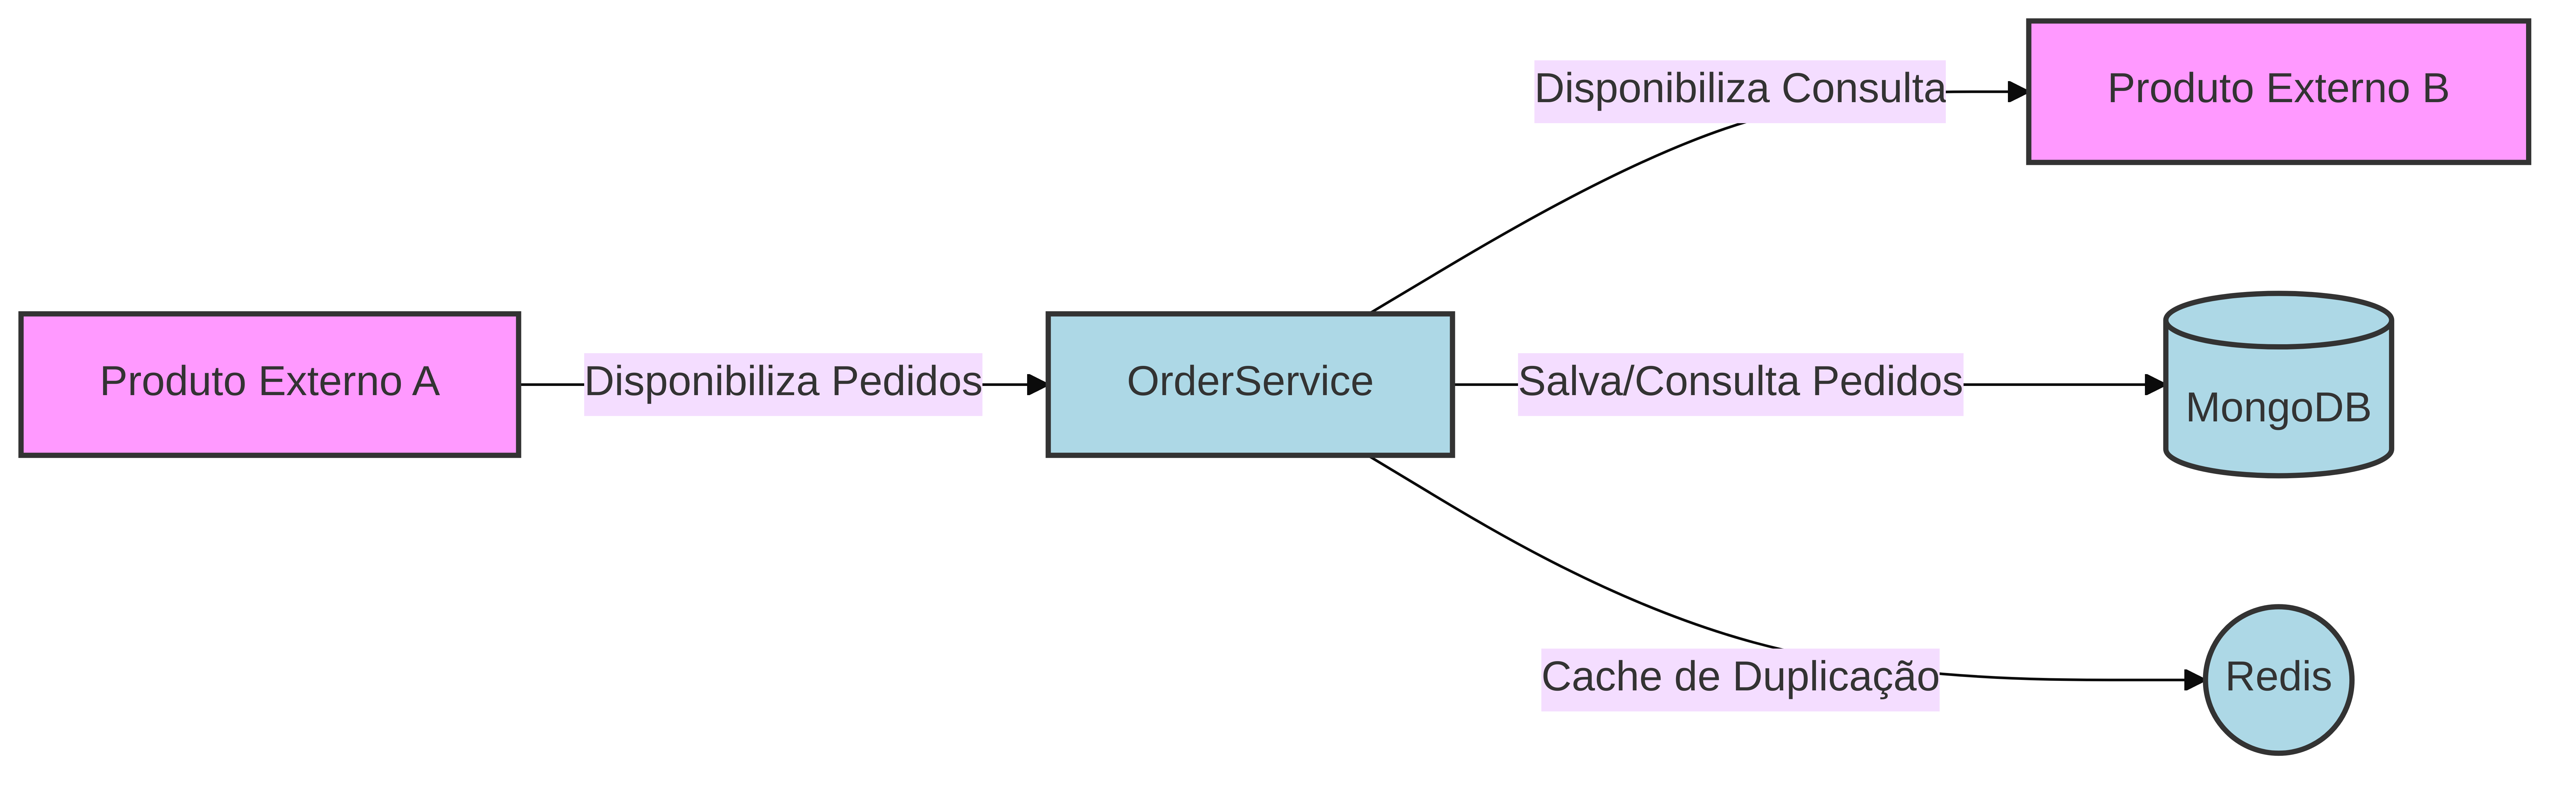 Disponibiliza Consulta
Produto Externo B
Produto Externo A
Disponibiliza Pedidos
OrderService
Salva/Consulta Pedidos
MongoDB
Cache de Duplicação
Redis